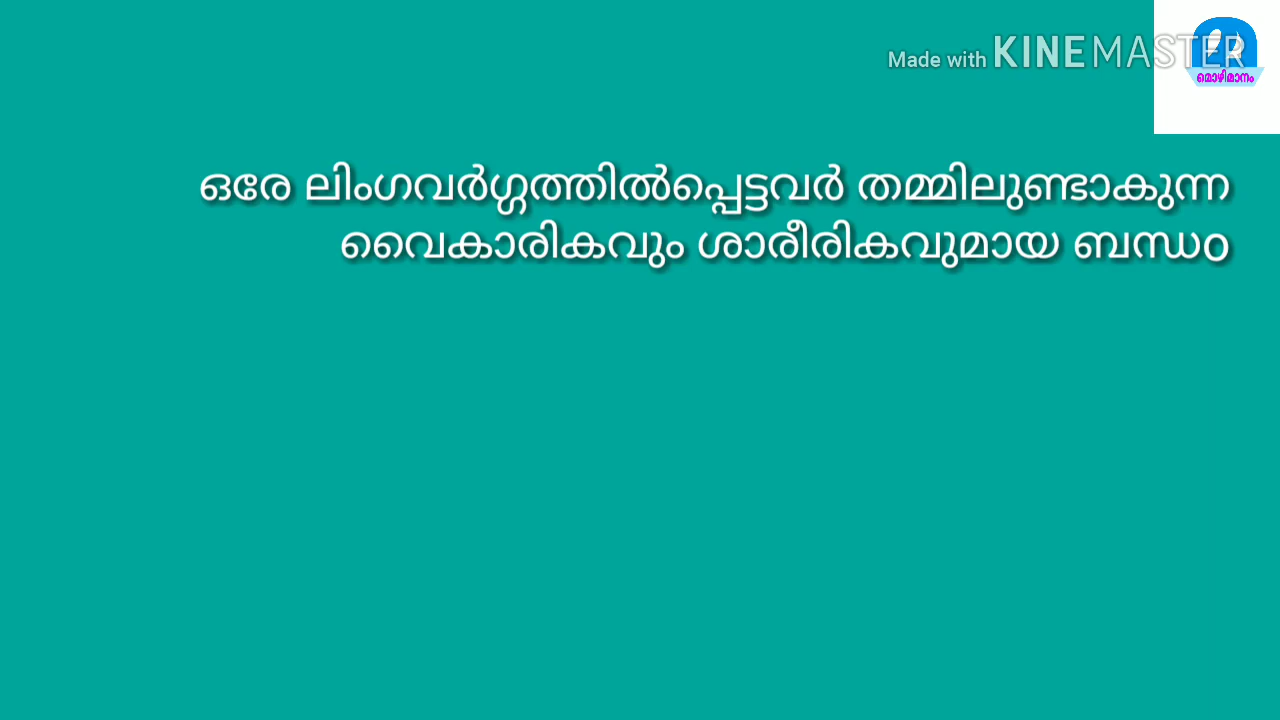 Made with KINEMASTER
മൊഴിമാനം
ഒരേ ലിംഗവർഗ്ഗത്തിൽപ്പെട്ടവർ തമ്മിലുണ്ടാകുന്ന
വൈകാരികവും ശാരീരികവുമായ ബന്ധം